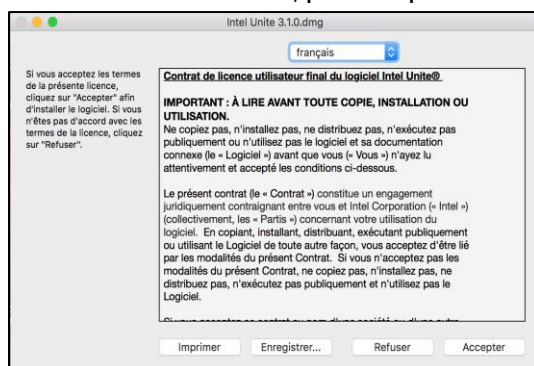 Intel Unite 3.1.0.dmg
français
Si vous acceptez les termes
de la présente licence,
cliquez sur "Accepter" afin
d'installer le logiciel. Si vous
n'êtes pas d'accord avec les
termes de la licence, cliquez
sur "Refuser".
Contrat de licence utilisateur final du logiciel Intel Unite®
IMPORTANT : À LIRE AVANT TOUTE COPIE, INSTALLATION OU
UTILISATION.
Ne copiez pas, n'installez pas, ne distribuez pas, n'exécutez pas
publiquement ou n'utilisez pas le logiciel et sa documentation
connexe (le « Logiciel ») avant que vous (« Vous ») n'ayez lu
attentivement et accepté les conditions ci-dessous.
Le présent contrat (le « Contrat ») constitue un engagement
juridiquement contraignant entre vous et Intel Corporation (« Intel »)
(collectivement, les « Partis ») concernant votre utilisation du
logiciel. En copiant, installant, distribuant, exécutant publiquement
ou utilisant le Logiciel de toute autre façon, vous acceptez d'être lié
par les modalités du présent Contrat. Si vous n'acceptez pas les
modalités du présent Contrat, ne copiez pas, n'installez pas, ne
distribuez pas, n'exécutez pas publiquement et n'utilisez pas le
Logiciel.
Imprimer
Enregistrer...
Refuser
Accepter